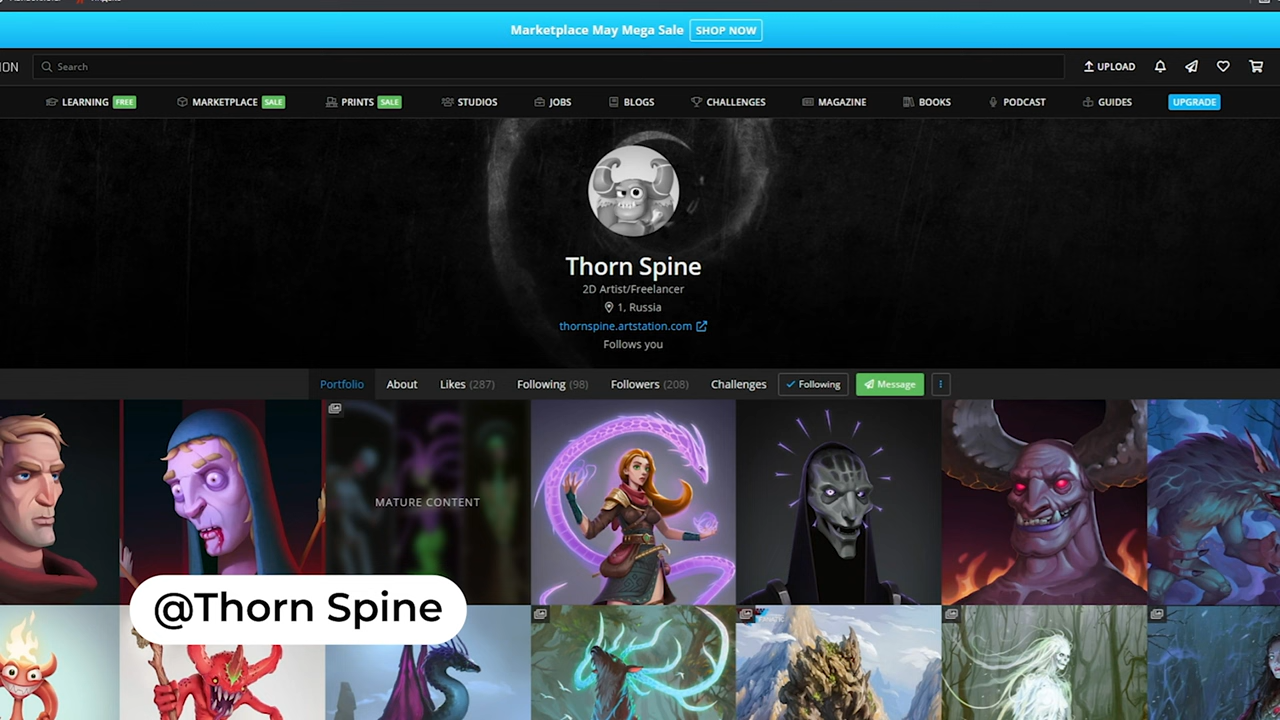 Marketplace May Mega Sale SHOP NOW
ION Search UPLOAD
LEARNING FREE MARKETPLACE SALE PRINTS SALE STUDIOS JOBS BLOGS CHALLENGES MAGAZINE BOOKS PODCAST GUIDES UPGRADE
Thorn Spine
2D Artist/Freelancer
1, Russia
thornspine.artstation.com
Follows you
Portfolio About Likes (287) Following (98) Followers (208) Challenges Following Message
MATURE CONTENT
@Thorn Spine